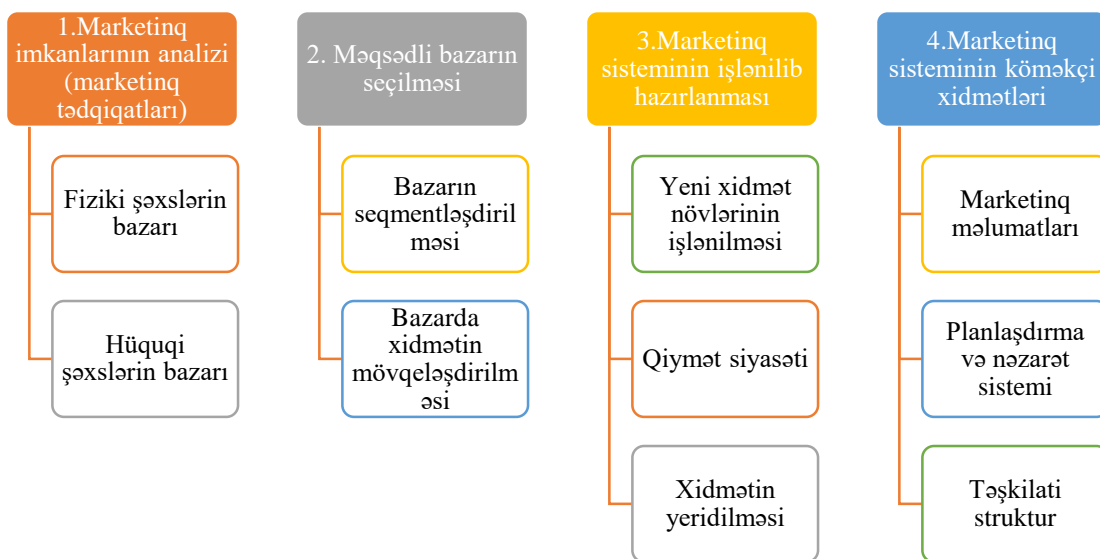 1.Marketinq
imkanlarının analizi
(marketinq
tədqiqatları)
Fiziki şəxslərin
bazarı
Hüquqi
şəxslərin bazarı
2. Məqsədli bazarın
seçilməsi
Bazarın
seqmentləşdiril
məsi
Bazarda
xidmətin
mövqeləşdirilm
əsi
3.Marketinq
sisteminin işlənilib
hazırlanması
Yeni xidmət
növlərinin
işlənilməsi
Qiymət siyasəti
Xidmətin
yeridilməsi
4.Marketinq
sisteminin köməkçi
xidmətləri
Marketinq
məlumatları
Planlaşdırma
və nəzarət
sistemi
Təşkilati
struktur